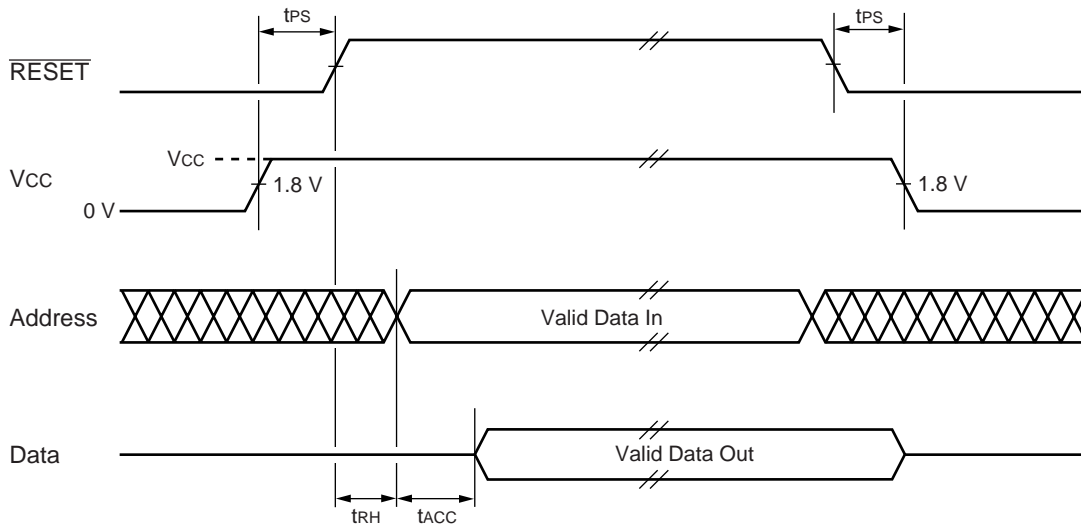 tPS
tPS
RESET
VCC
VCC
1.8 V
1.8 V
0 V
Address
Valid Data In
Data
Valid Data Out
tRH
tACC